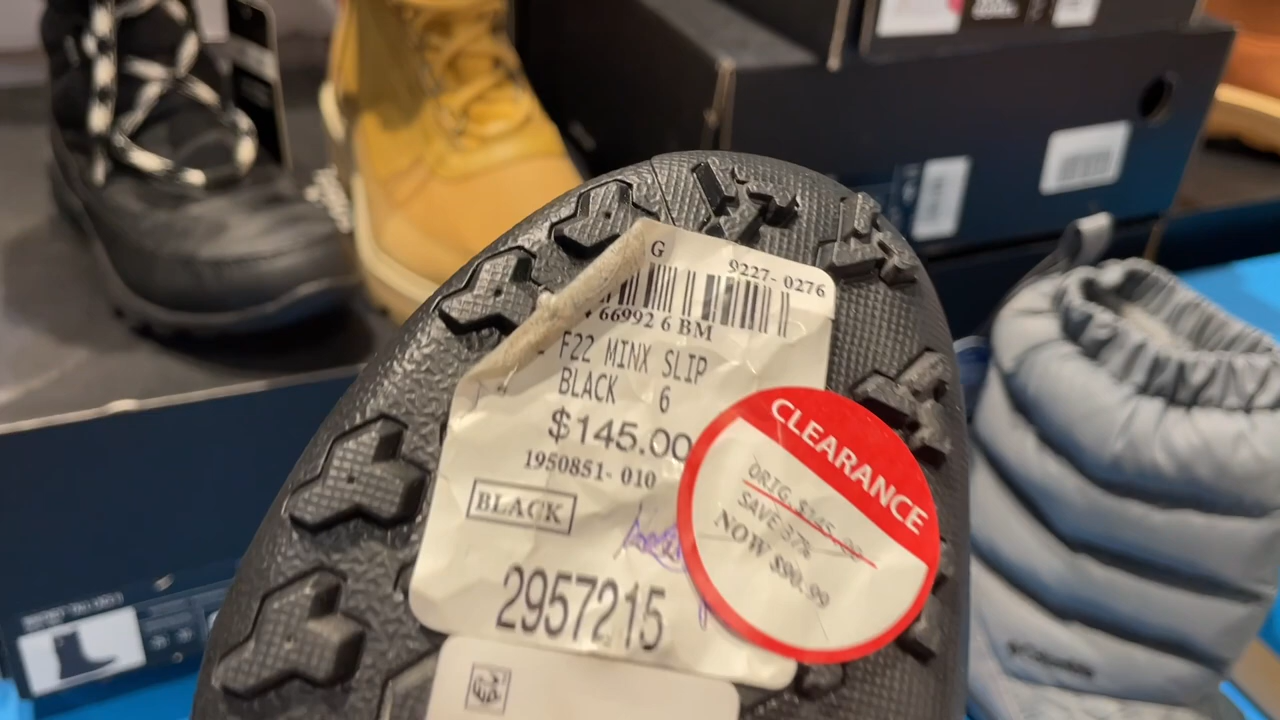 G
9227-0276
66992 6 BM
F22 MINX SLIP
BLACK 6
$145.00
1950851-010
BLACK
2957215
CLEARANCE
ORIG. $145.00
SAVE 37%
NOW $90.99
Columbia